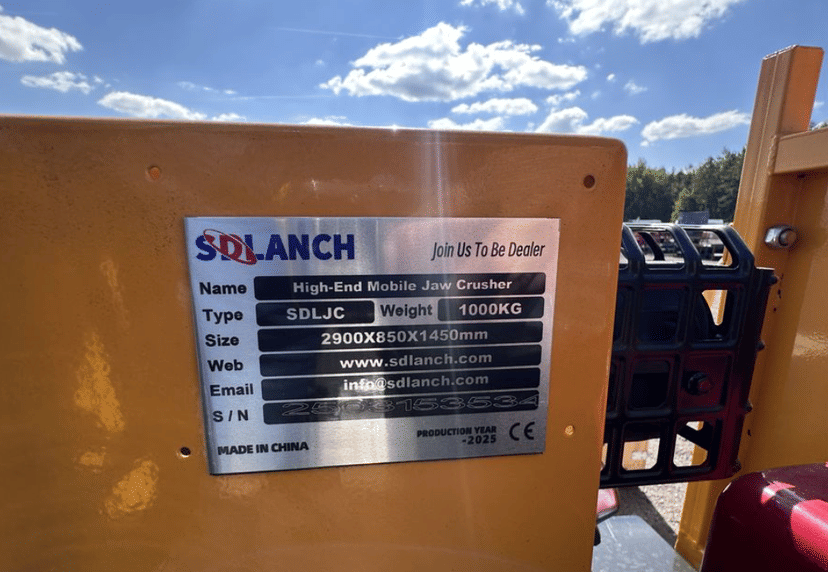 SDLANCH Join Us To Be Dealer
Name High-End Mobile Jaw Crusher
Type SDLJC Weight 1000KG
Size 2900X850X1450mm
Web www.sdlanch.com
Email info@sdlanch.com
S / N 2503153534
MADE IN CHINA PRODUCTION YEAR
-2025 CE